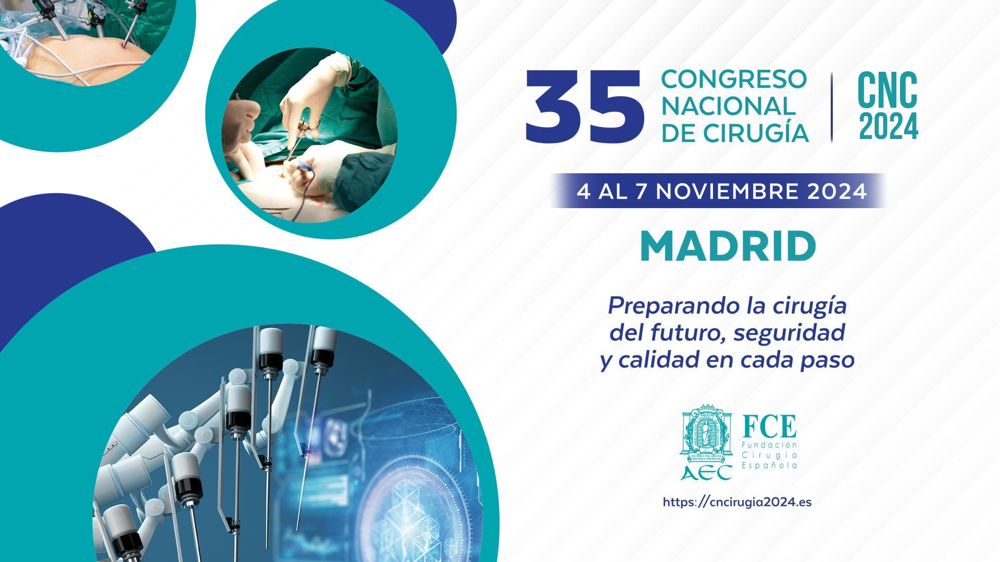 35
CONGRESO
NACIONAL
DE CIRUGÍA
CNC
2024
4 AL 7 NOVIEMBRE 2024
MADRID
Preparando la cirugía
del futuro, seguridad
y calidad en cada paso
ASOCIACIÓN ESPAÑOLA DE CIRUJANOS
OMNIBUS PER ARTEM
FIDEMQUE PRODESSE
AEC
FCE
Fundación
Cirugía
Española
https://cncirugia2024.es